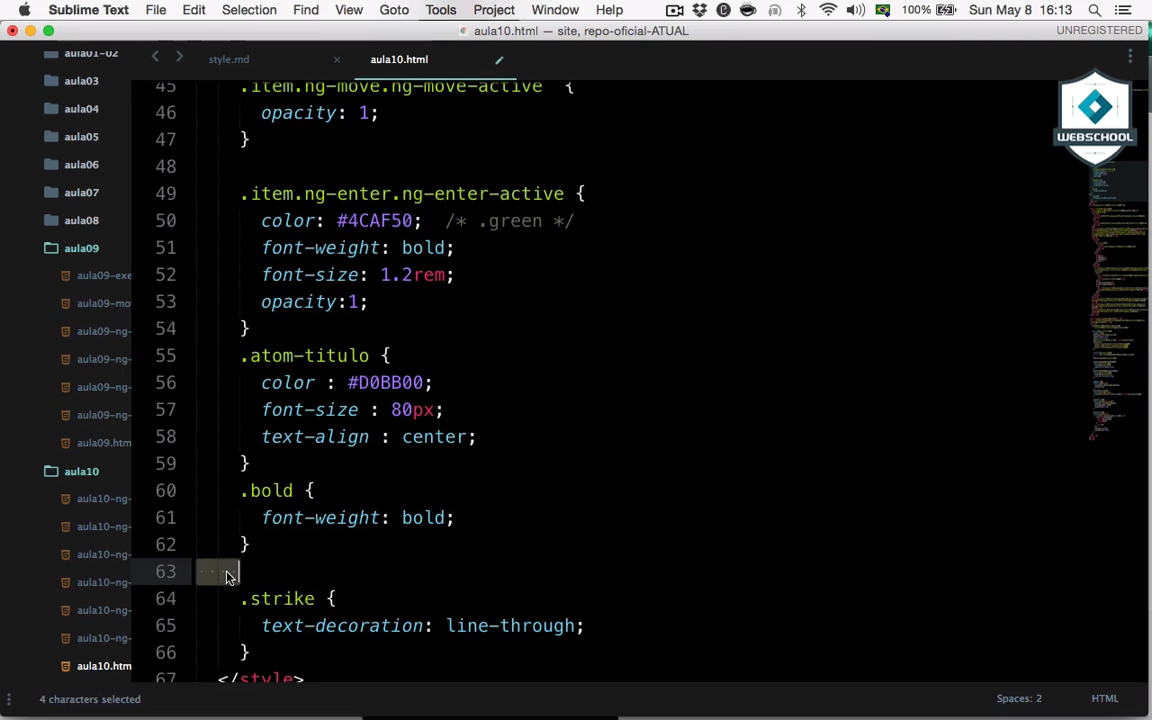 Sublime Text File Edit Selection Find View Goto Tools Project Window Help 100% Sun May 8 16:13
aula10.html — site, repo-oficial-ATUAL UNREGISTERED
aula01-02
aula03
aula04
aula05
aula06
aula07
aula08
aula09
aula09-exe
aula09-mo
aula09-ng-
aula09-ng-
aula09-ng-
aula09-ng-
aula09.htm
aula10
aula10-ng-
aula10-ng-
aula10-ng-
aula10-ng-
aula10-ng-
aula10-ng-
aula10.htm
style.md × aula10.html
45 .item.ng-move.ng-move-active {
46 opacity: 1;
47 }
48
49 .item.ng-enter.ng-enter-active {
50 color: #4CAF50; /* .green */
51 font-weight: bold;
52 font-size: 1.2rem;
53 opacity:1;
54 }
55 .atom-titulo {
56 color : #D0BB00;
57 font-size : 80px;
58 text-align : center;
59 }
60 .bold {
61 font-weight: bold;
62 }
63
64 .strike {
65 text-decoration: line-through;
66 }
67 </style>
WEBSCHOOL
4 characters selected Spaces: 2 HTML